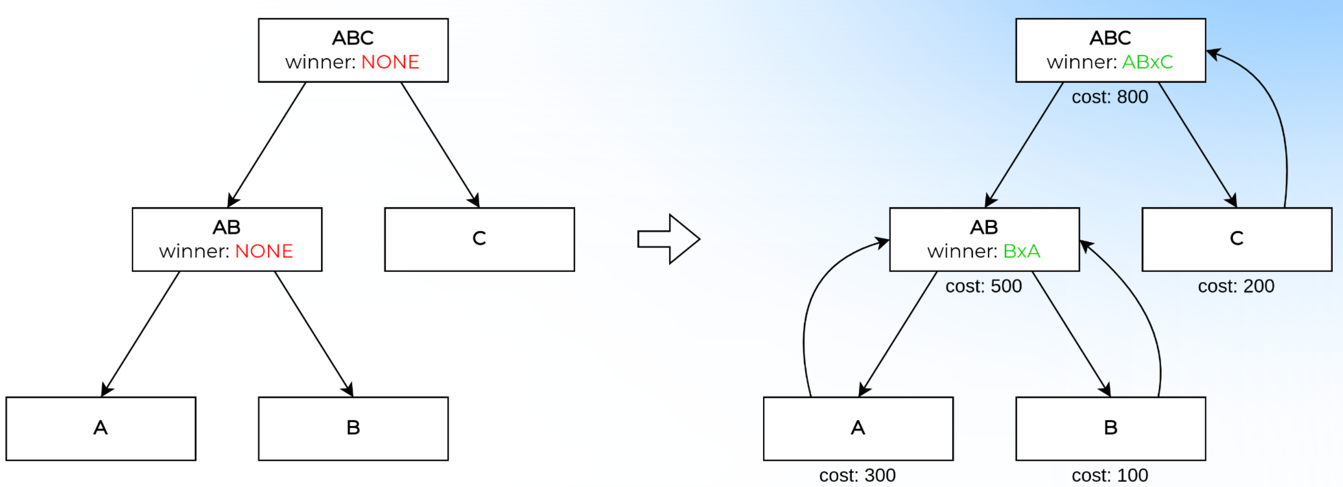 ABC
winner: NONE
AB
winner: NONE
C
A
B
ABC
winner: ABxC
cost: 800
AB
winner: BxA
cost: 500
C
cost: 200
A
cost: 300
B
cost: 100